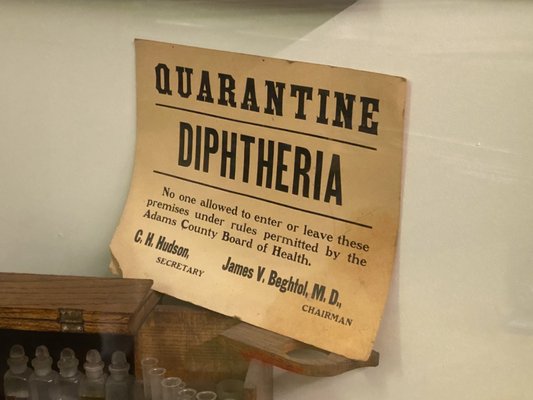 QUARANTINE
DIPHTHERIA
No one allowed to enter or leave these
premises under rules permitted by the
Adams County Board of Health.
C. H. Hudson,
SECRETARY
James V. Beghtol, M. D.,
CHAIRMAN